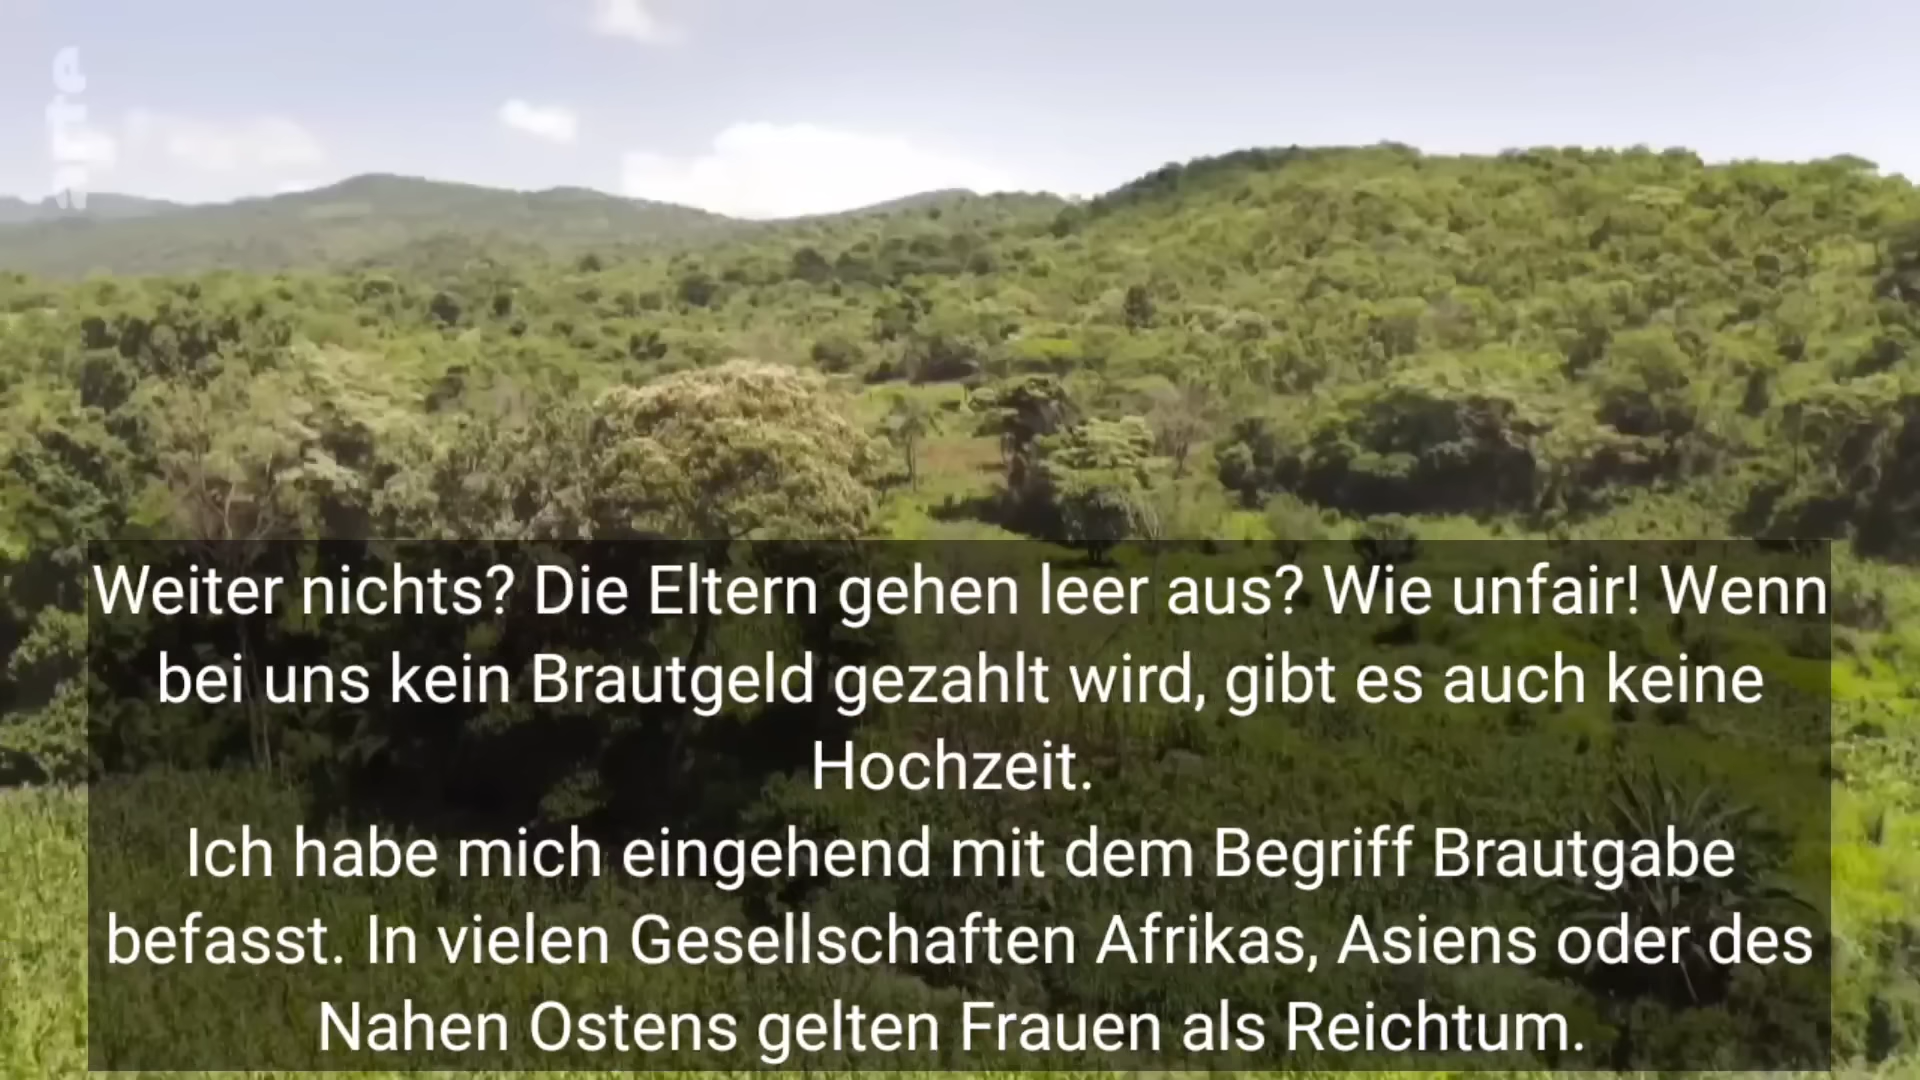 arte
Weiter nichts? Die Eltern gehen leer aus? Wie unfair! Wenn
bei uns kein Brautgeld gezahlt wird, gibt es auch keine
Hochzeit.
Ich habe mich eingehend mit dem Begriff Brautgabe
befasst. In vielen Gesellschaften Afrikas, Asiens oder des
Nahen Ostens gelten Frauen als Reichtum.